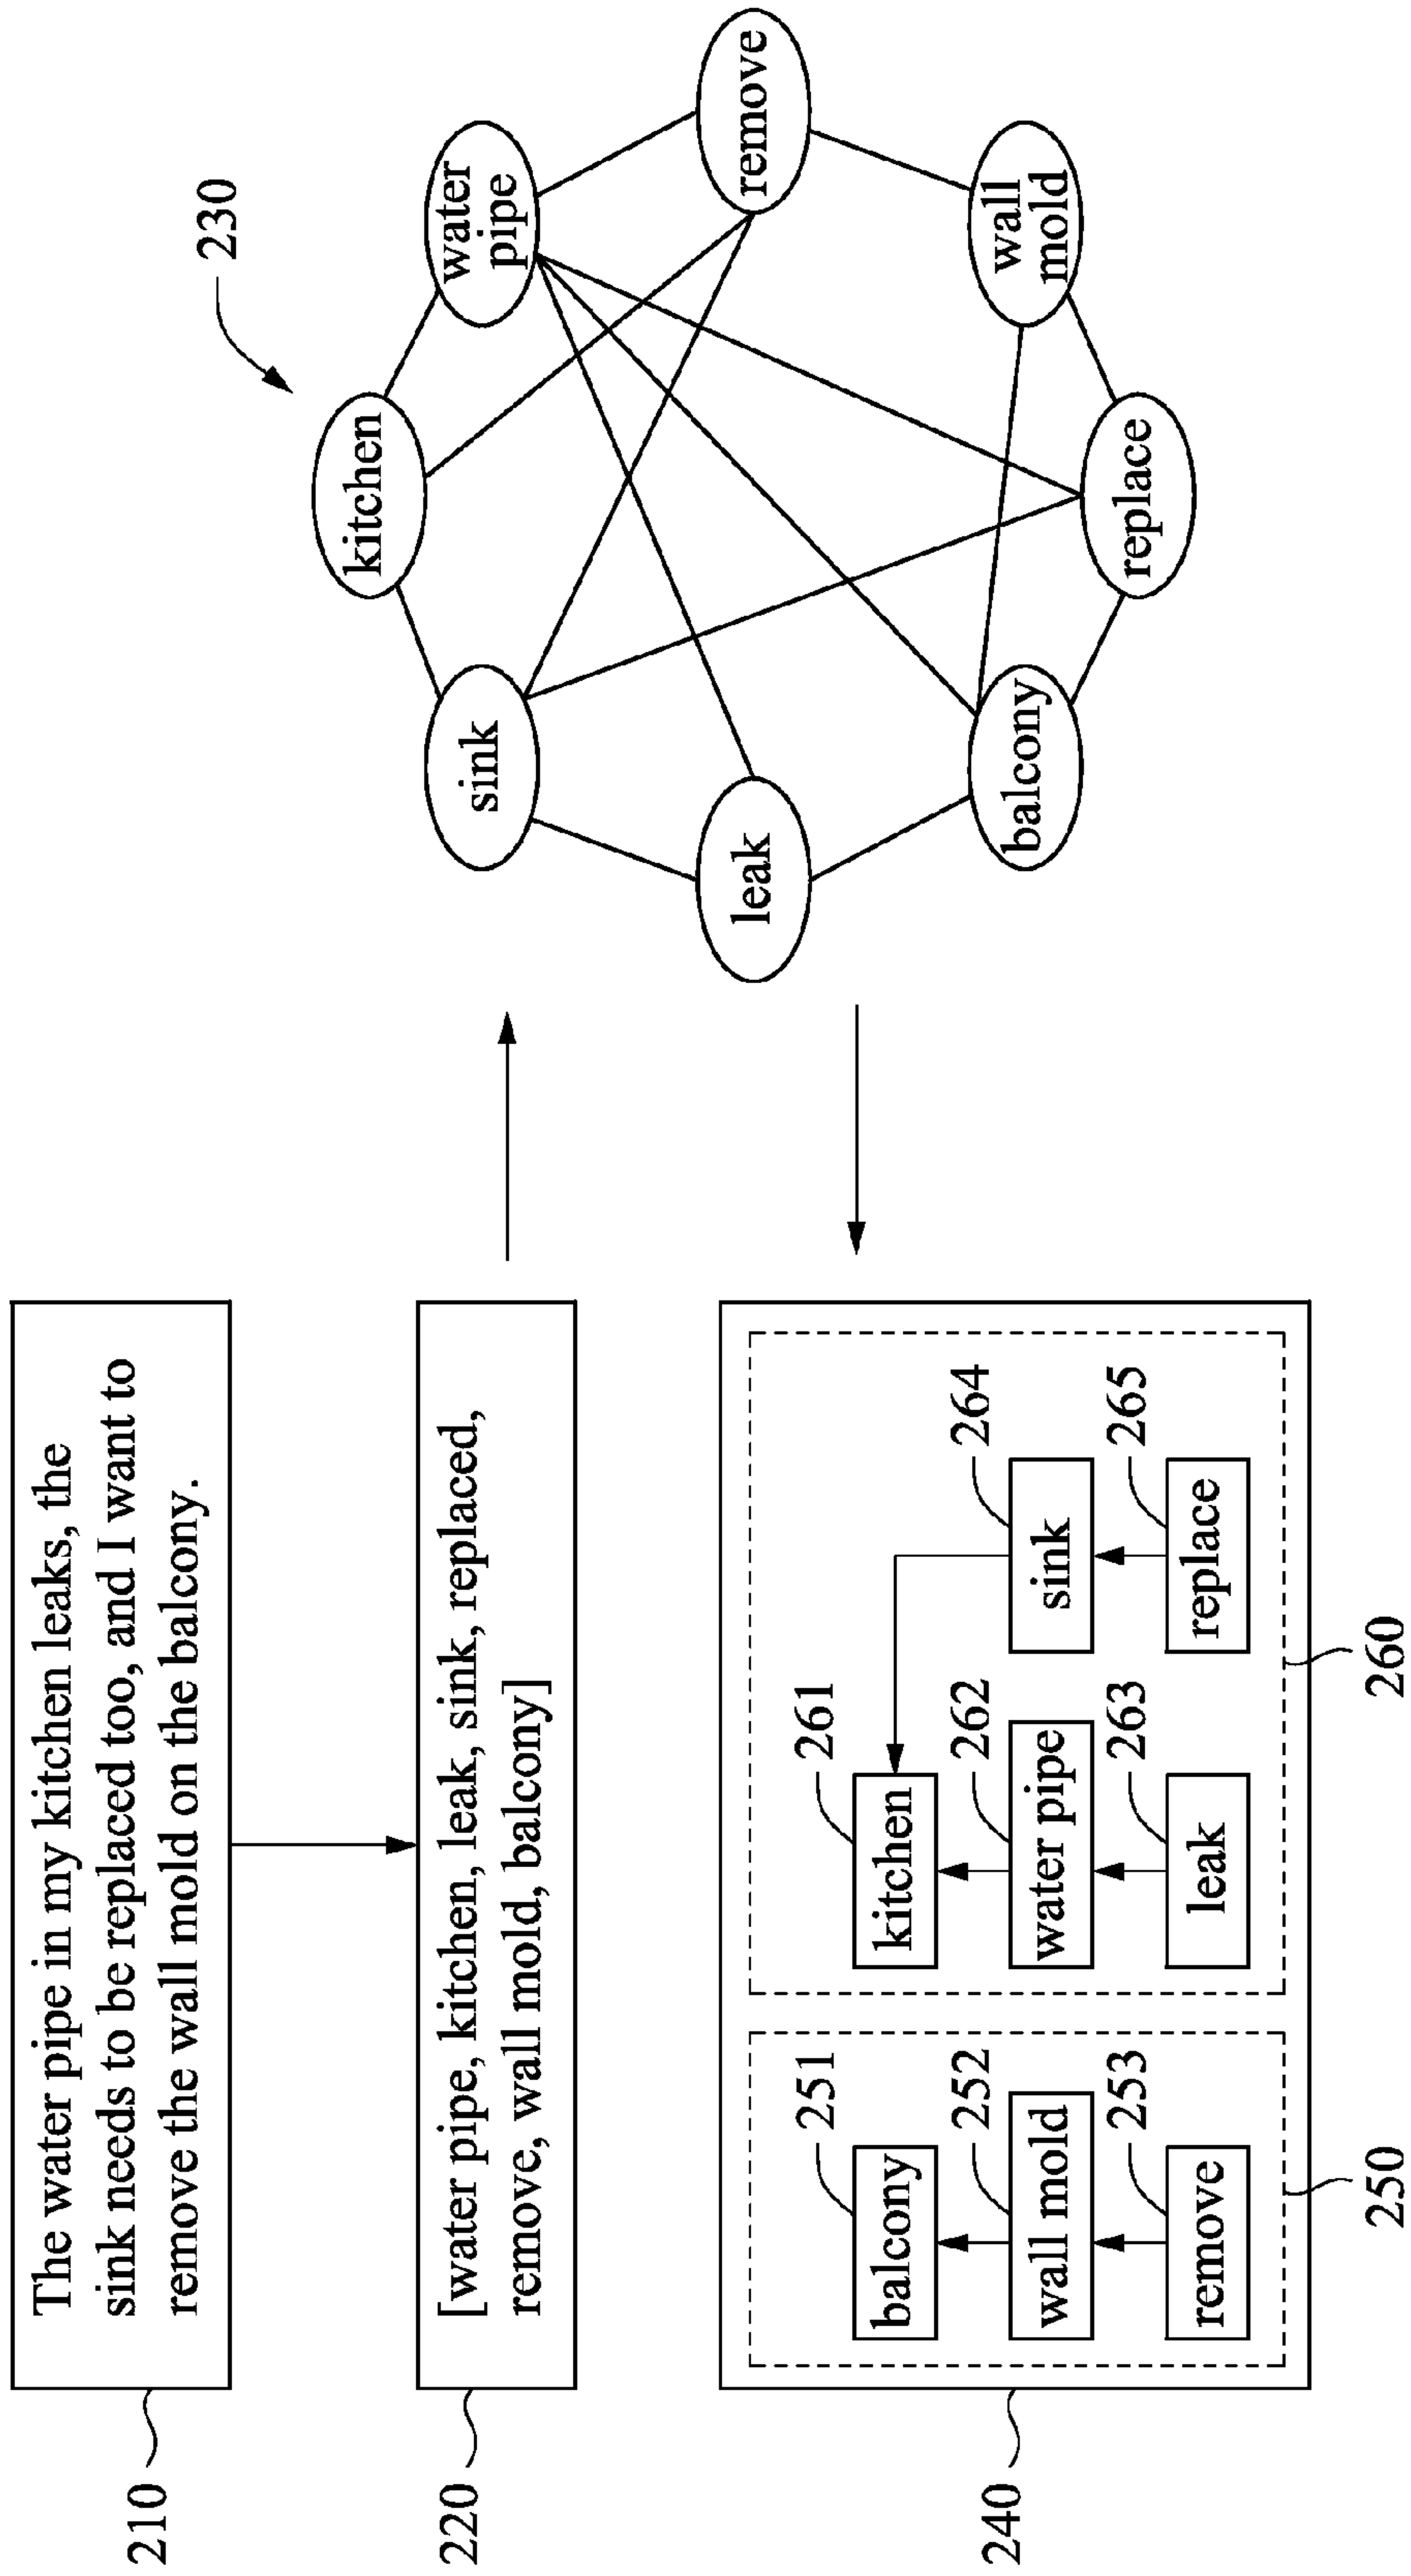 210
The water pipe in my kitchen leaks, the
sink needs to be replaced too, and I want to
remove the wall mold on the balcony.
220
[water pipe, kitchen, leak, sink, replaced,
remove, wall mold, balcony]
230
kitchen
water
pipe
remove
wall
mold
replace
balcony
leak
sink
240
250
balcony
251
wall mold
252
remove
253
260
kitchen
261
water pipe
262
leak
263
sink
264
replace
265